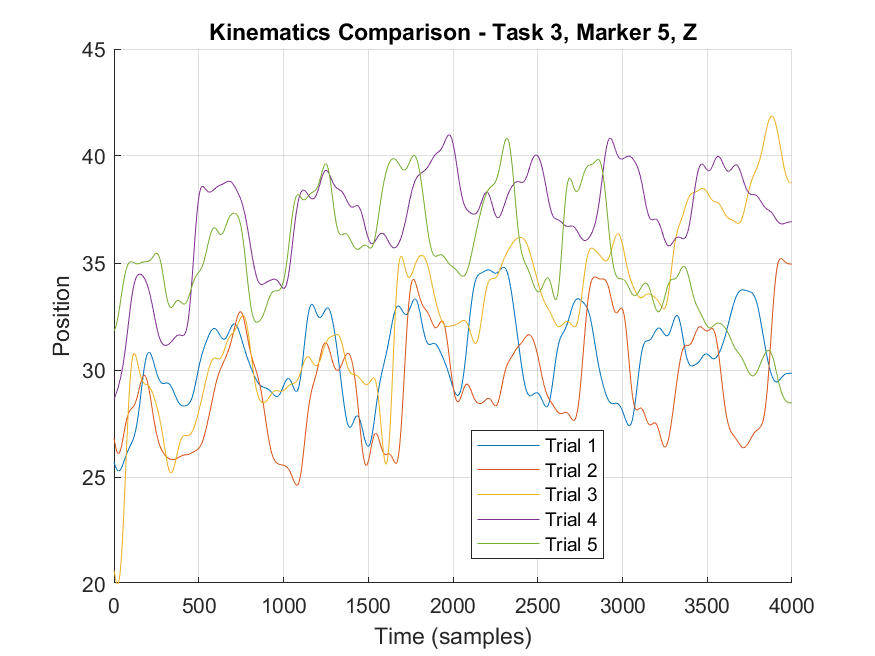 Kinematics Comparison - Task 3, Marker 5, Z
45
40
35
30
25
20
Position
0 500 1000 1500 2000 2500 3000 3500 4000
Time (samples)
Trial 1
Trial 2
Trial 3
Trial 4
Trial 5